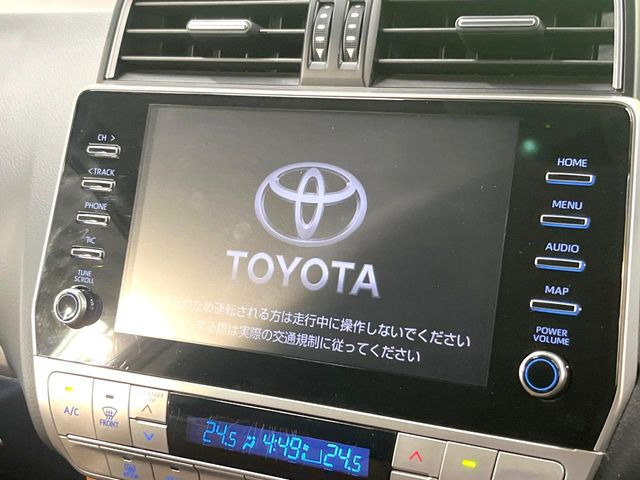 CH >
< TRACK
PHONE
T·C
TUNE
SCROLL
HOME
MENU
AUDIO
MAP
POWER
VOLUME
TOYOTA
のため運転される方は走行中に操作しないでください
する際は実際の交通規制に従ってください
A/C
FRONT
24.5
4:49
24.5